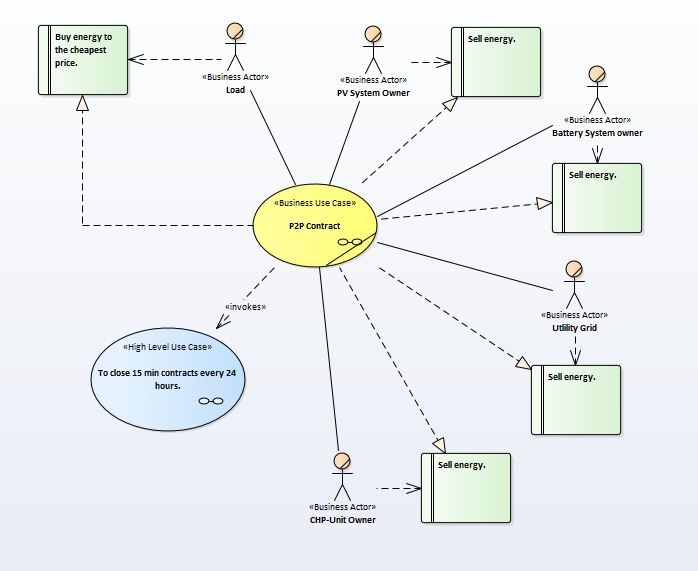 Buy energy to
the cheapest
price.
«Business Actor»
Load
«Business Actor»
PV System Owner
Sell energy.
«Business Actor»
Battery System owner
Sell energy.
«Business Use Case»
P2P Contract
«Business Actor»
Utlility Grid
Sell energy.
«invokes»
«High Level Use Case»
To close 15 min contracts every 24
hours.
«Business Actor»
CHP-Unit Owner
Sell energy.